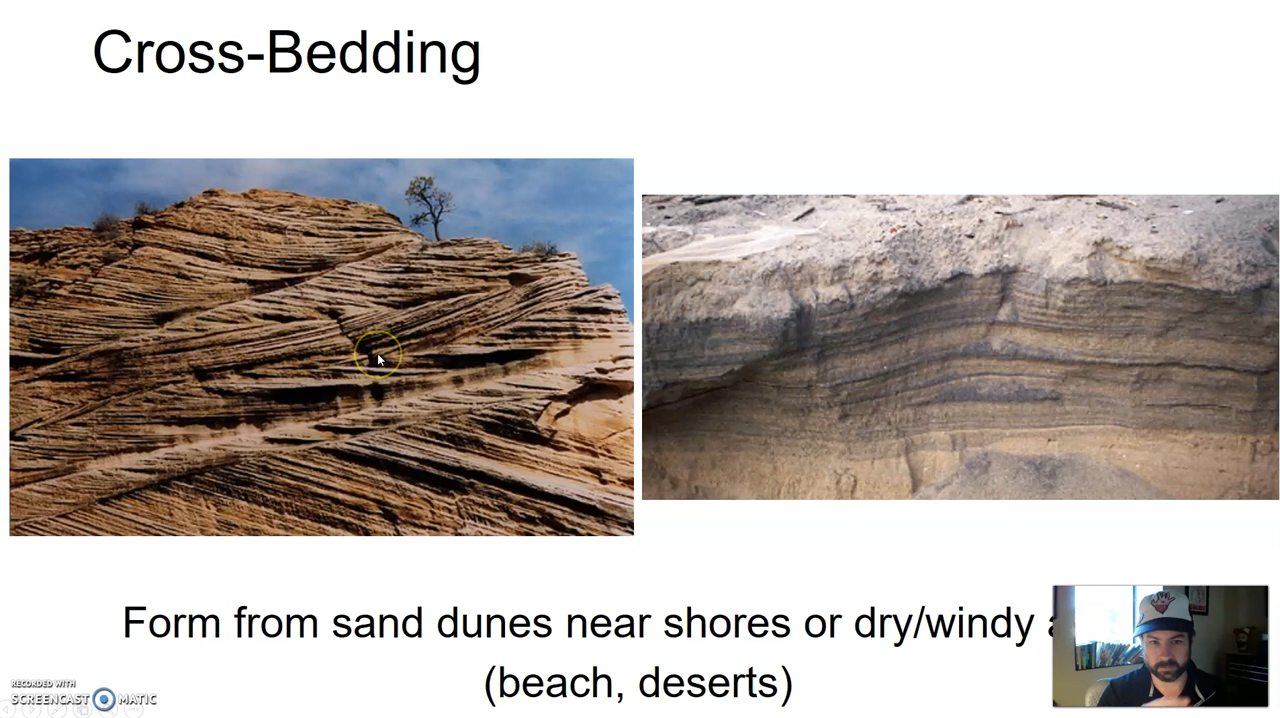 Cross-Bedding
Form from sand dunes near shores or dry/windy
(beach, deserts)
RECORDED WITH
SCREENCAST MATIC